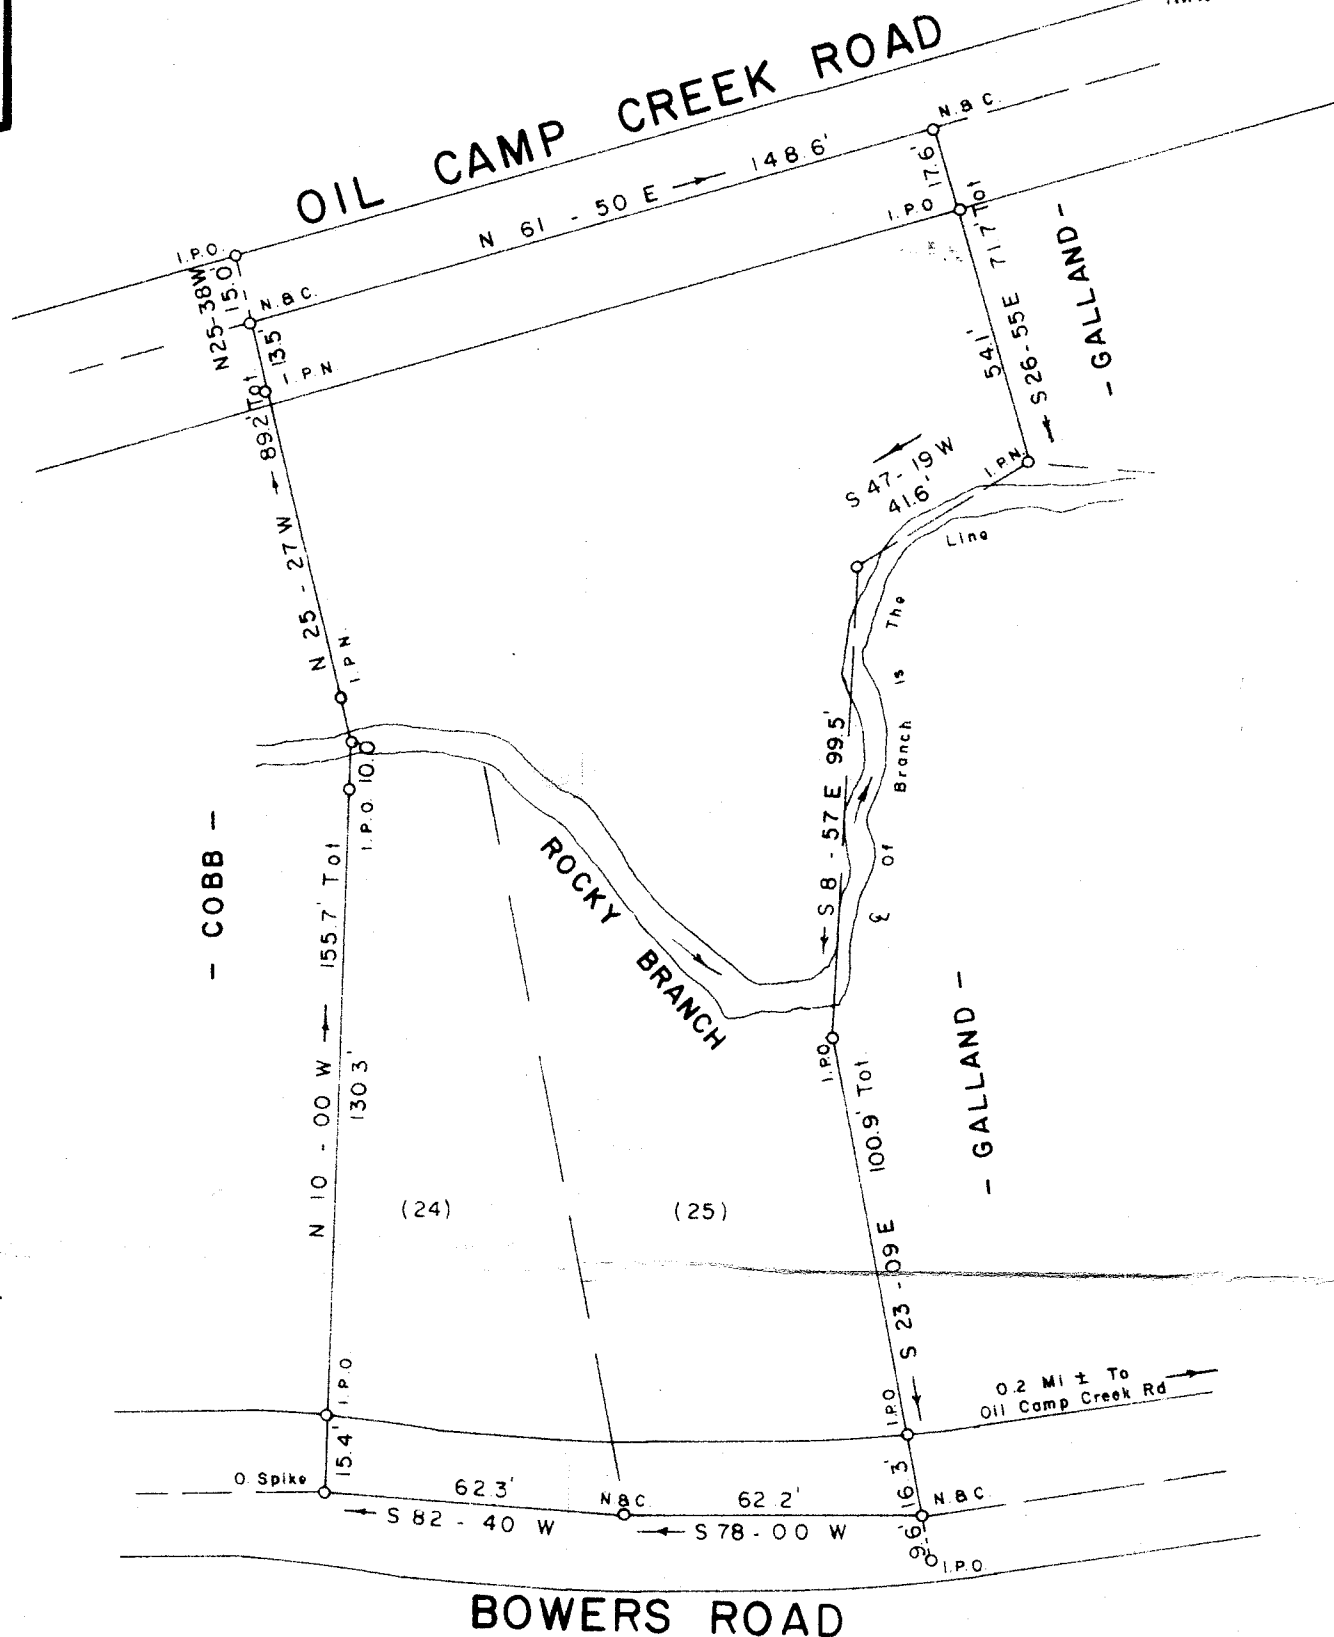 OIL CAMP CREEK ROAD
N. & C.
N 61 - 50 E 148.6'
17.6'
I.P.O
71.7' Tot
S 26-55 E
54.1'
- GALLAND -
I.P.O.
N25-38W
15.0'
N. & C.
13.5'
I.P.N.
89.2' Tot
N 25 - 27 W
I.P.N.
S 47-19 W
41.6'
I.P.N.
Line
The
is
Branch
Of
℄
S 8 - 57 E 99.5'
10.0
I.P.O.
- COBB -
155.7' Tot
N 10 - 00 W
130.3'
ROCKY BRANCH
I.P.O.
100.9' Tot.
- GALLAND -
S 23 - 09 E
(24)
(25)
I.P.O
I.P.O
0.2 Mi ± To
Oil Camp Creek Rd
15.4'
16.3'
O. Spike
62.3'
N.&C.
62.2'
N.&C.
S 82 - 40 W
S 78 - 00 W
9.6'
I.P.O.
BOWERS ROAD